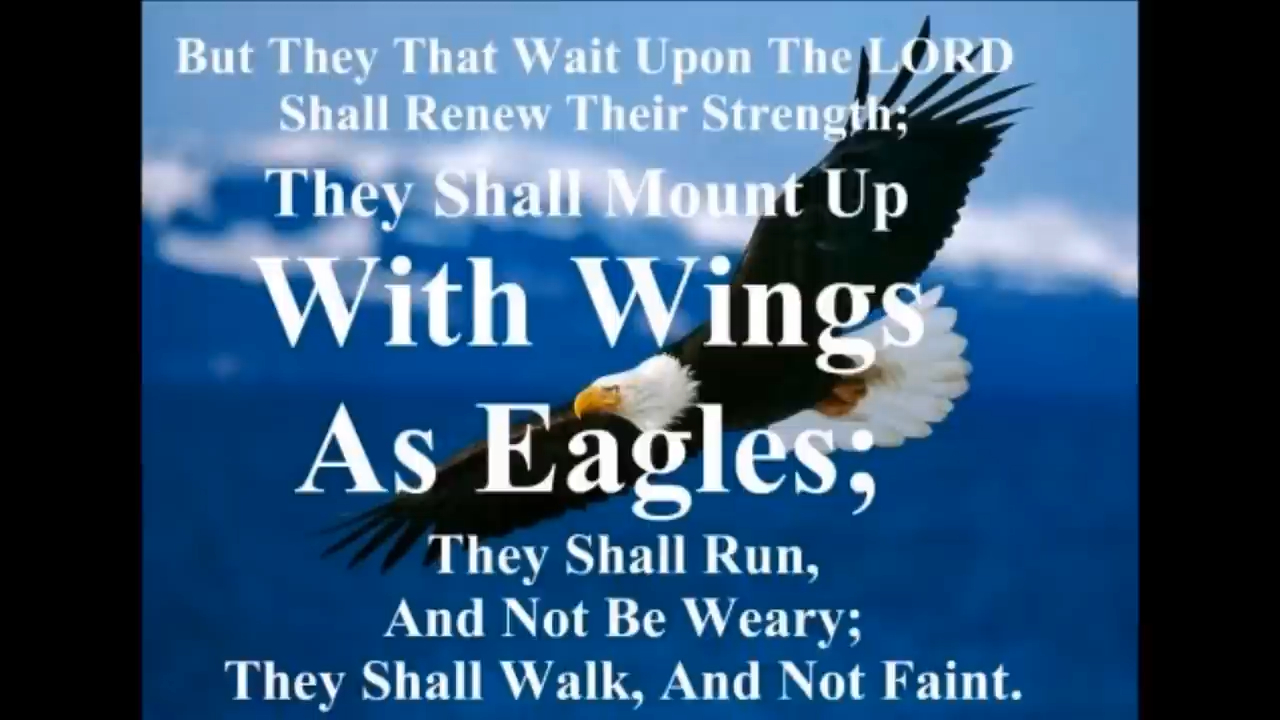 But They That Wait Upon The LORD
Shall Renew Their Strength;
They Shall Mount Up
With Wings
As Eagles;
They Shall Run,
And Not Be Weary;
They Shall Walk, And Not Faint.